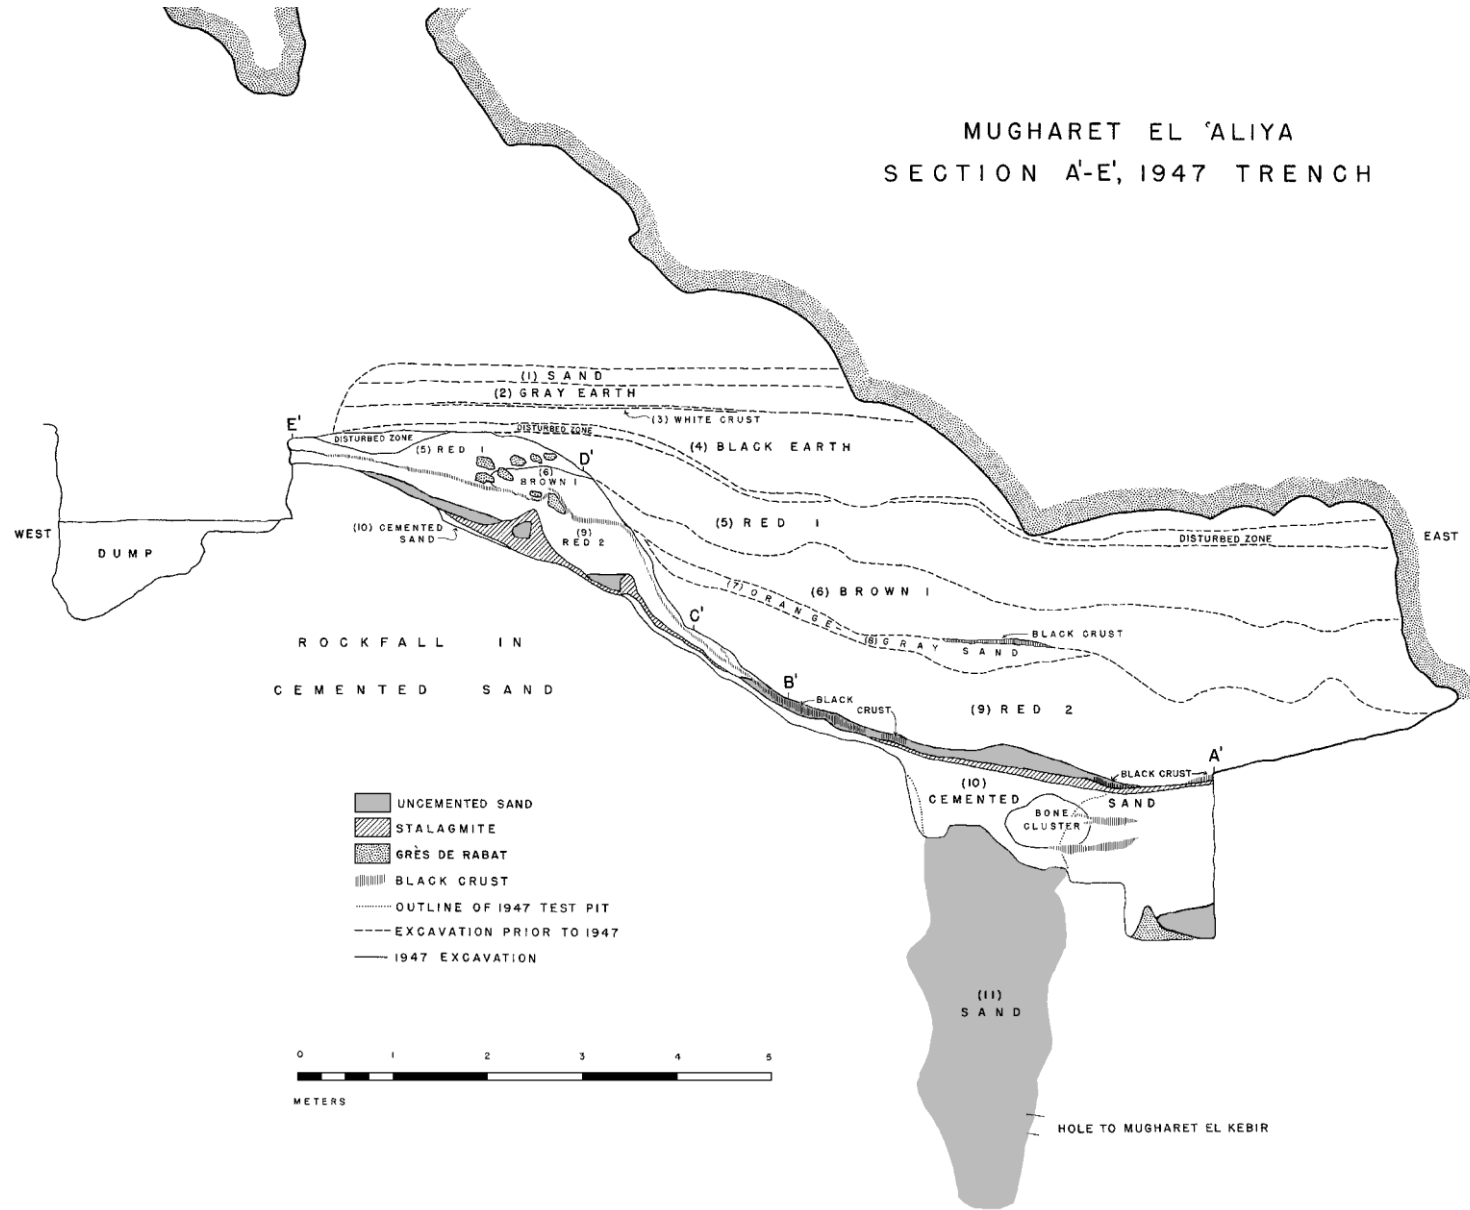 MUGHARET EL ʿALIYA
SECTION A'-E', 1947 TRENCH
(1) SAND
(2) GRAY EARTH
(3) WHITE CRUST
E'
DISTURBED ZONE
DISTURBED ZONE
(4) BLACK EARTH
(5) RED 1
D'
(6)
BROWN 1
(5) RED 1
WEST
DUMP
(10) CEMENTED
SAND
(9)
RED 2
DISTURBED ZONE
EAST
(7) ORANGE
(6) BROWN 1
C'
(8) GRAY
SAND
BLACK CRUST
ROCKFALL IN
CEMENTED SAND
B'
BLACK
CRUST
(9) RED 2
A'
BLACK CRUST
(10)
CEMENTED
SAND
BONE
CLUSTER
UNCEMENTED SAND
STALAGMITE
GRÈS DE RABAT
BLACK CRUST
OUTLINE OF 1947 TEST PIT
EXCAVATION PRIOR TO 1947
1947 EXCAVATION
(11)
SAND
0 1 2 3 4 5
METERS
HOLE TO MUGHARET EL KEBIR